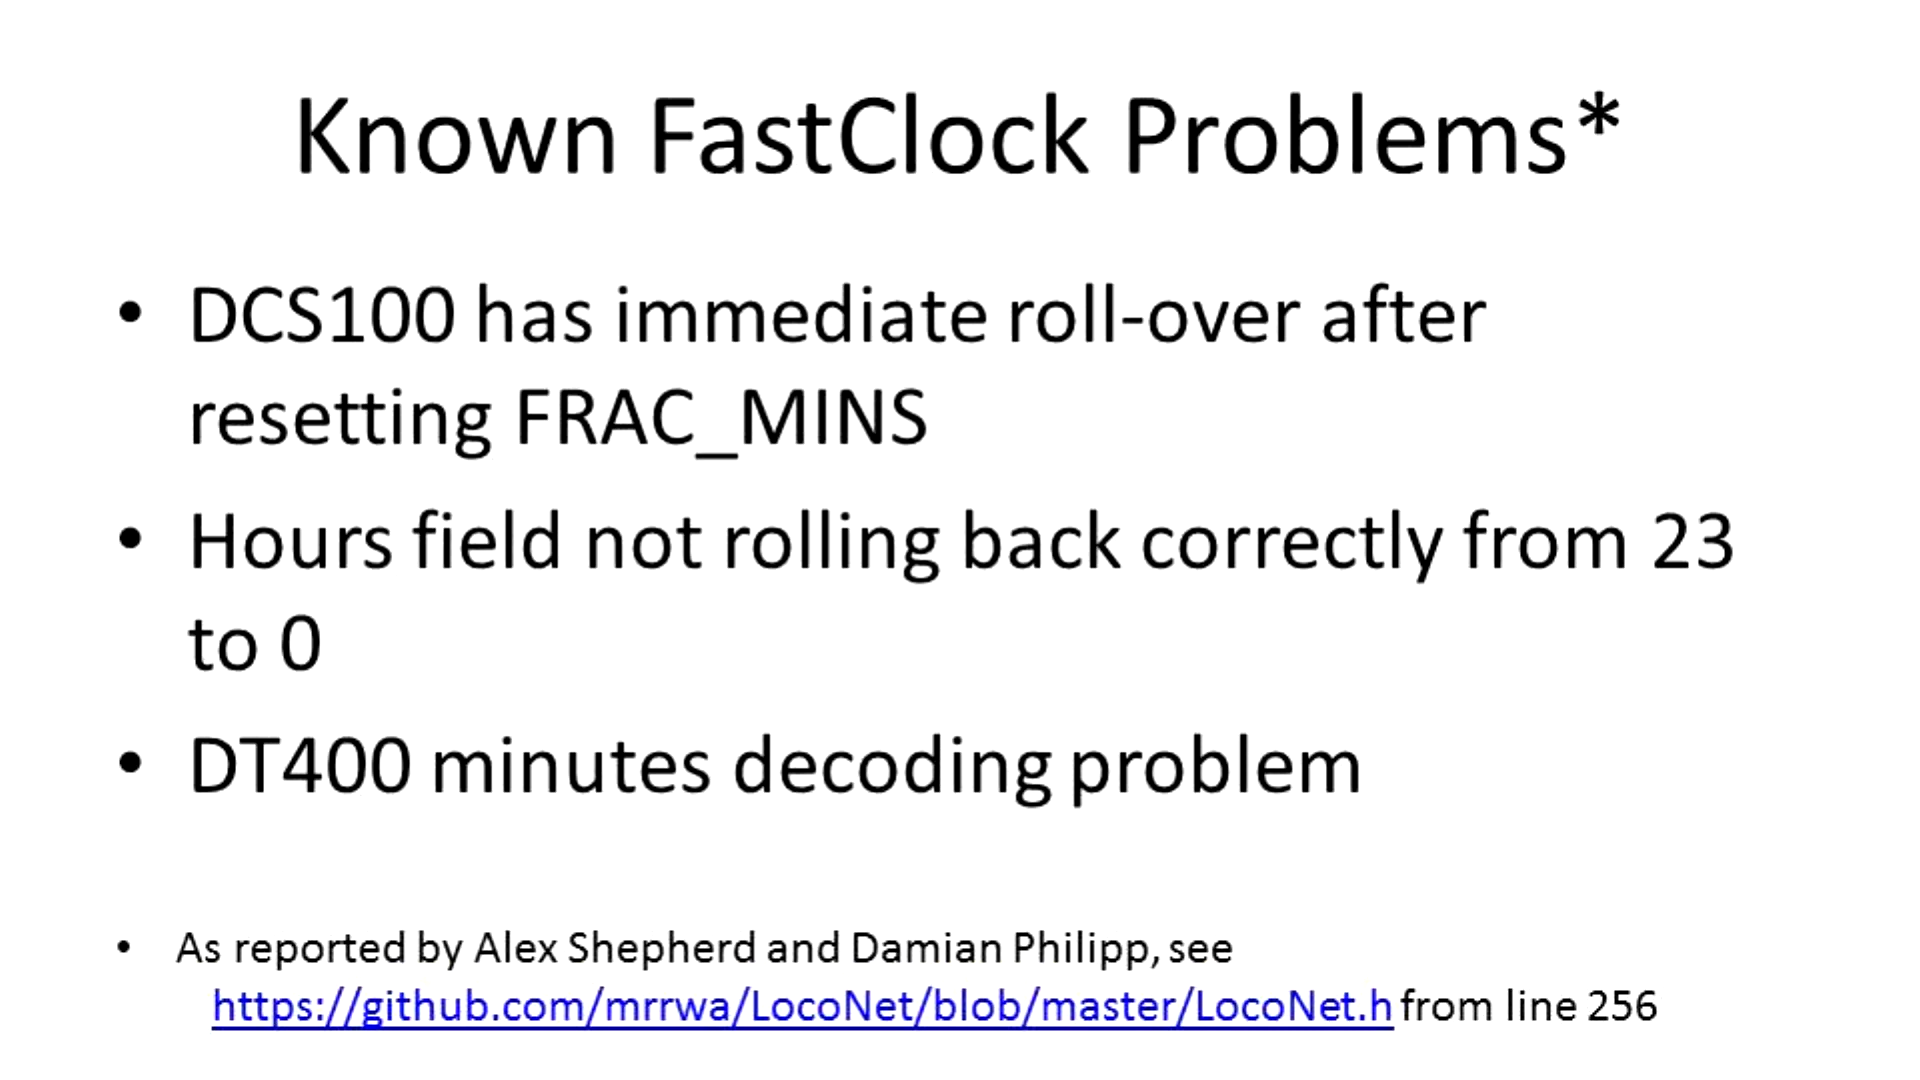 Known FastClock Problems*
• DCS100 has immediate roll-over after
resetting FRAC_MINS
• Hours field not rolling back correctly from 23
to 0
• DT400 minutes decoding problem
• As reported by Alex Shepherd and Damian Philipp, see
https://github.com/mrrwa/LocoNet/blob/master/LocoNet.h from line 256